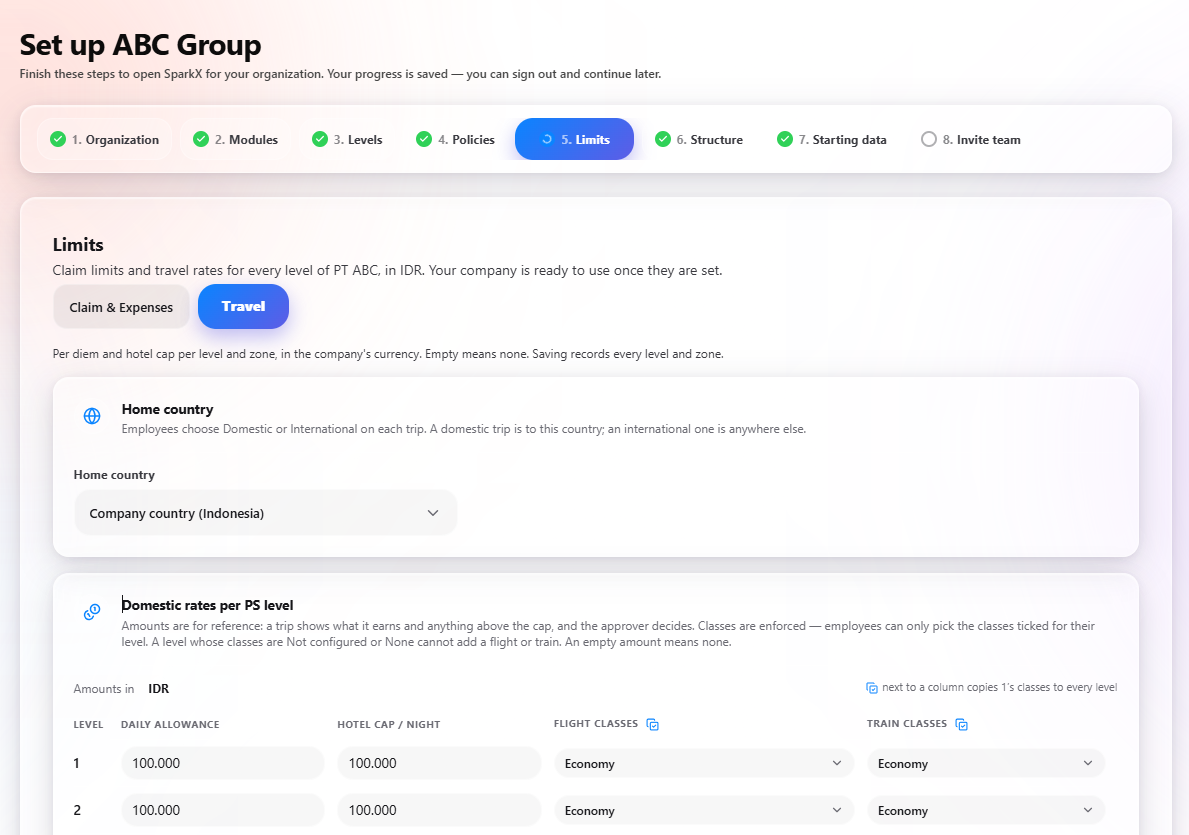 Set up ABC Group
Finish these steps to open SparkX for your organization. Your progress is saved — you can sign out and continue later.
1. Organization
2. Modules
3. Levels
4. Policies
5. Limits
6. Structure
7. Starting data
8. Invite team
Limits
Claim limits and travel rates for every level of PT ABC, in IDR. Your company is ready to use once they are set.
Claim & Expenses
Travel
Per diem and hotel cap per level and zone, in the company's currency. Empty means none. Saving records every level and zone.
Home country
Employees choose Domestic or International on each trip. A domestic trip is to this country; an international one is anywhere else.
Home country
Company country (Indonesia)
Domestic rates per PS level
Amounts are for reference: a trip shows what it earns and anything above the cap, and the approver decides. Classes are enforced — employees can only pick the classes ticked for their
level. A level whose classes are Not configured or None cannot add a flight or train. An empty amount means none.
Amounts in IDR
next to a column copies 1's classes to every level
LEVEL DAILY ALLOWANCE HOTEL CAP / NIGHT FLIGHT CLASSES TRAIN CLASSES
1 100.000 100.000 Economy Economy
2 100.000 100.000 Economy Economy